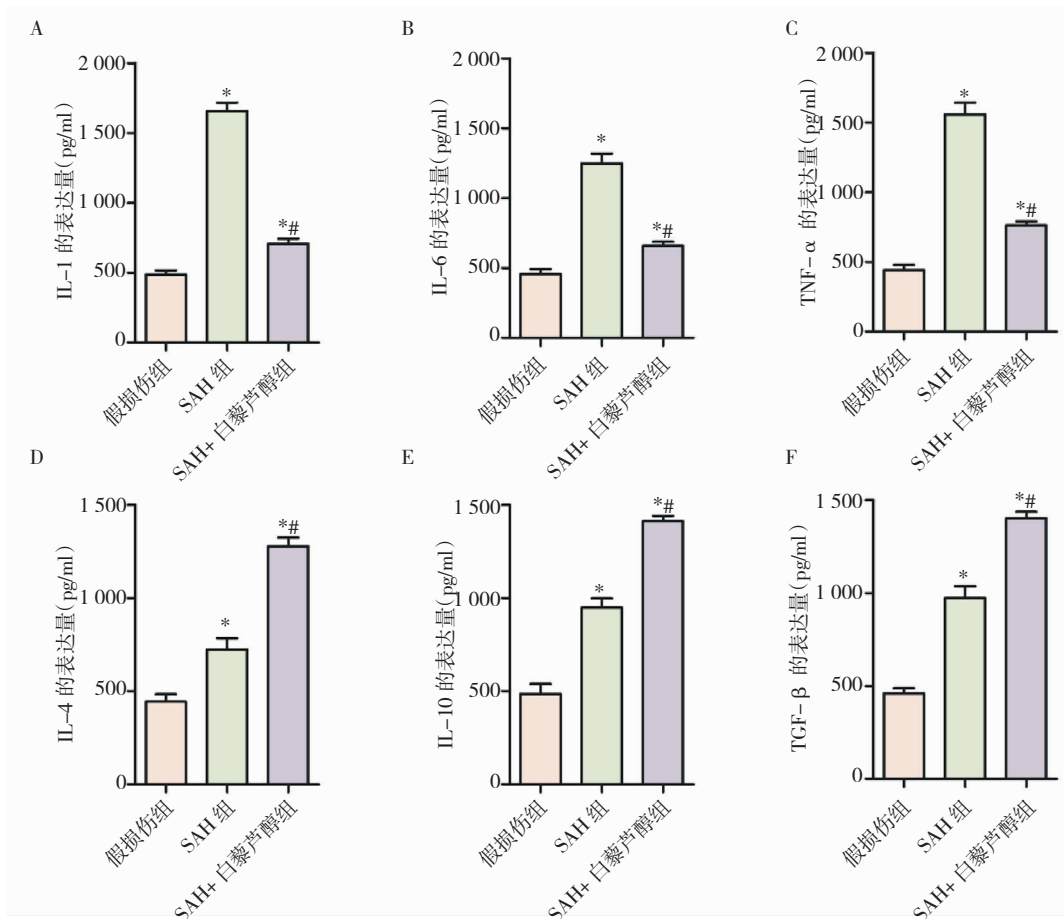 A
IL-1 的表达量(pg/ml)
2 000
1 500
1 000
500
0
*
*#
假损伤组
SAH 组
SAH+ 白藜芦醇组
B
IL-6 的表达量(pg/ml)
2 000
1 500
1 000
500
0
*
*#
假损伤组
SAH 组
SAH+ 白藜芦醇组
C
TNF-α 的表达量(pg/ml)
2 000
1 500
1 000
500
0
*
*#
假损伤组
SAH 组
SAH+ 白藜芦醇组
D
IL-4 的表达量(pg/ml)
1 500
1 000
500
0
*
*#
假损伤组
SAH 组
SAH+ 白藜芦醇组
E
IL-10 的表达量(pg/ml)
1 500
1 000
500
0
*
*#
假损伤组
SAH 组
SAH+ 白藜芦醇组
F
TGF-β 的表达量(pg/ml)
1 500
1 000
500
0
*
*#
假损伤组
SAH 组
SAH+ 白藜芦醇组